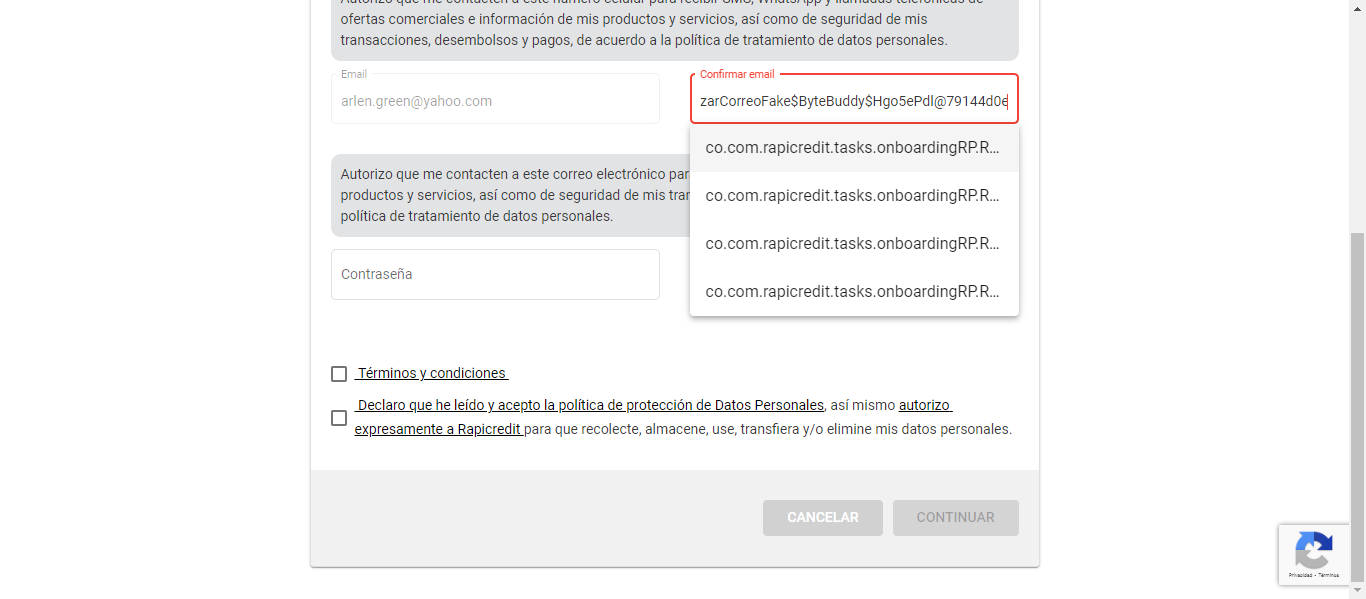 Autorizo que me contacten a este número celular para recibir SMS, WhatsApp y llamadas telefónicas de
ofertas comerciales e información de mis productos y servicios, así como de seguridad de mis
transacciones, desembolsos y pagos, de acuerdo a la política de tratamiento de datos personales.
Email
arlen.green@yahoo.com
Confirmar email
zarCorreoFake$ByteBuddy$Hgo5ePdl@79144d0e
co.com.rapicredit.tasks.onboardingRP.R...
co.com.rapicredit.tasks.onboardingRP.R...
co.com.rapicredit.tasks.onboardingRP.R...
co.com.rapicredit.tasks.onboardingRP.R...
Autorizo que me contacten a este correo electrónico par
productos y servicios, así como de seguridad de mis tran
política de tratamiento de datos personales.
Contraseña
Términos y condiciones
Declaro que he leído y acepto la política de protección de Datos Personales, así mismo autorizo
expresamente a Rapicredit para que recolecte, almacene, use, transfiera y/o elimine mis datos personales.
CANCELAR
CONTINUAR
Privacidad - Términos